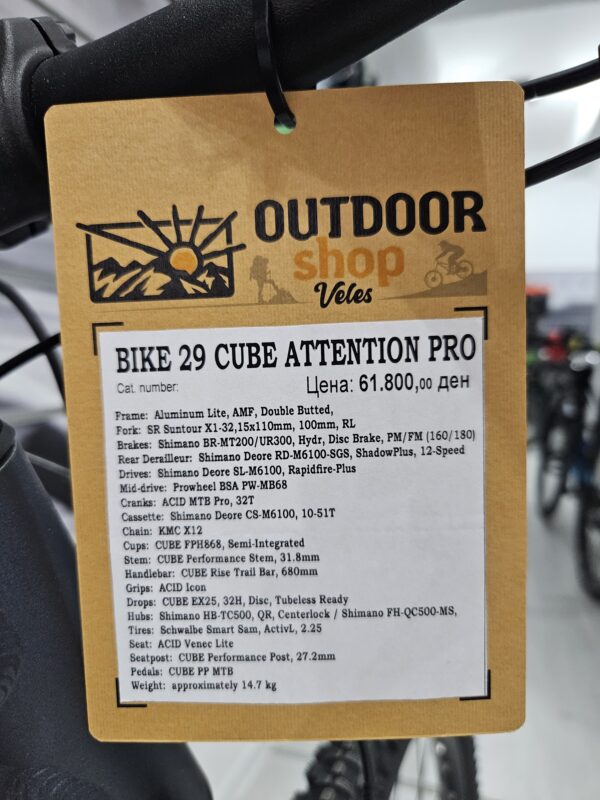 OUTDOOR
shop
Veles
BIKE 29 CUBE ATTENTION PRO
Cat. number:
Цена: 61.800,00 ден
Frame: Aluminum Lite, AMF, Double Butted,
Fork: SR Suntour X1-32,15x110mm, 100mm, RL
Brakes: Shimano BR-MT200/UR300, Hydr, Disc Brake, PM/FM (160/180)
Rear Derailleur: Shimano Deore RD-M6100-SGS, ShadowPlus, 12-Speed
Drives: Shimano Deore SL-M6100, Rapidfire-Plus
Mid-drive: Prowheel BSA PW-MB68
Cranks: ACID MTB Pro, 32T
Cassette: Shimano Deore CS-M6100, 10-51T
Chain: KMC X12
Cups: CUBE FPH868, Semi-Integrated
Stem: CUBE Performance Stem, 31.8mm
Handlebar: CUBE Rise Trail Bar, 680mm
Grips: ACID Icon
Drops: CUBE EX25, 32H, Disc, Tubeless Ready
Hubs: Shimano HB-TC500, QR, Centerlock / Shimano FH-QC500-MS,
Tires: Schwalbe Smart Sam, ActivL, 2.25
Seat: ACID Venec Lite
Seatpost: CUBE Performance Post, 27.2mm
Pedals: CUBE PP MTB
Weight: approximately 14.7 kg